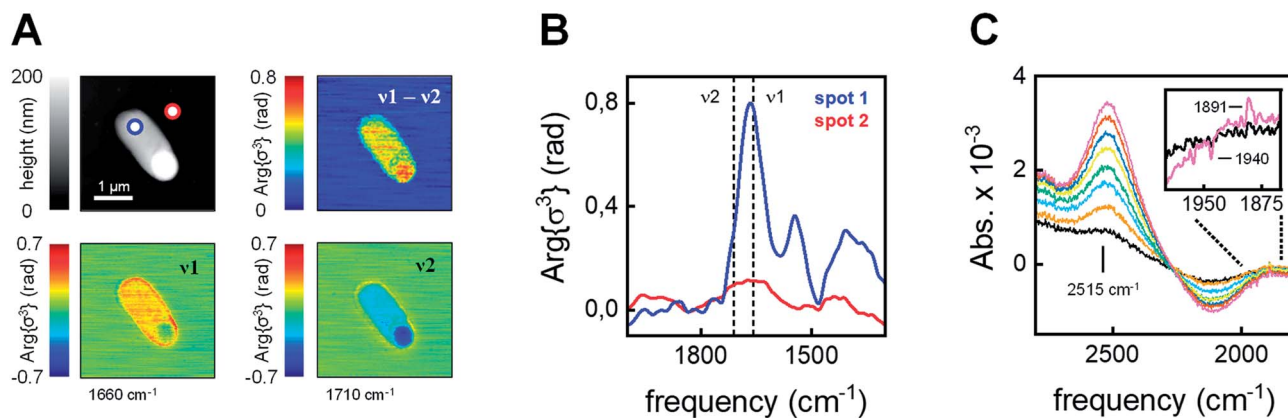 A
200
height (nm)
0
1 µm
0.8
Arg{σ³} (rad)
0
ν1 – ν2
0.7
Arg{σ³} (rad)
-0.7
ν1
1660 cm⁻¹
0.7
Arg{σ³} (rad)
-0.7
ν2
1710 cm⁻¹
B
Arg{σ³} (rad)
0,8
0,4
0,0
ν2
ν1
spot 1
spot 2
1800
1500
frequency (cm⁻¹)
C
Abs. x 10⁻³
4
2
0
1891
1940
1950
1875
2515 cm⁻¹
2500
2000
frequency (cm⁻¹)